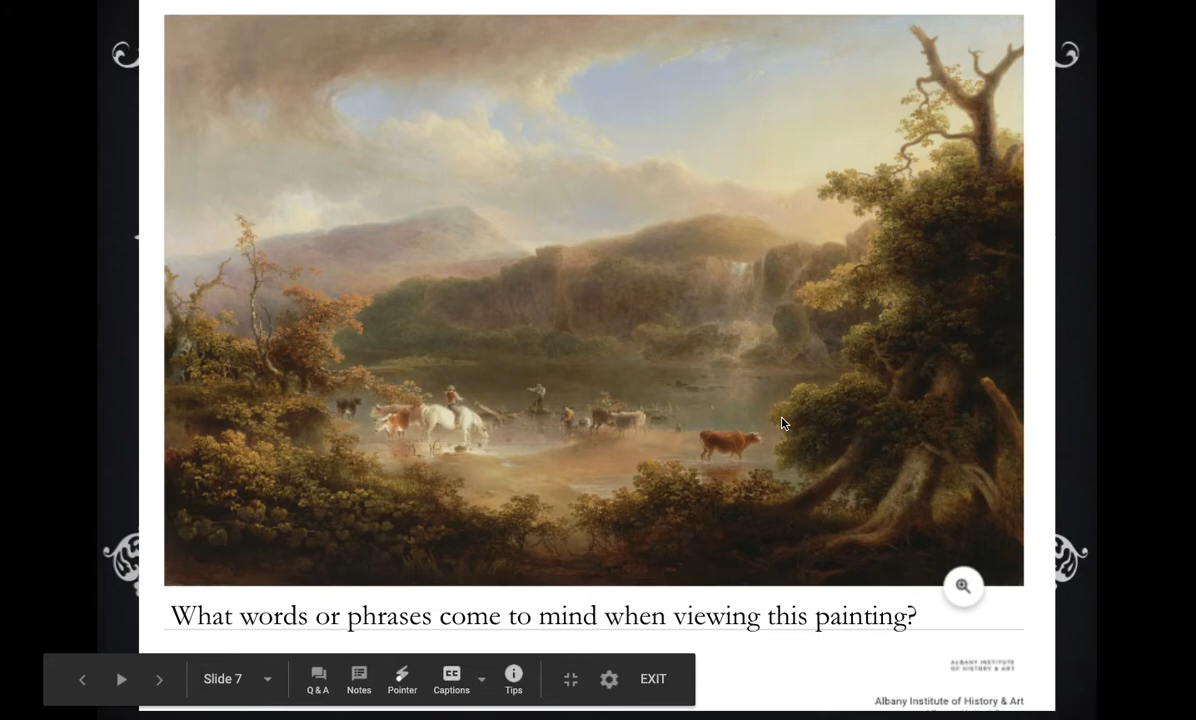 What words or phrases come to mind when viewing this painting?
ALBANY INSTITUTE
OF HISTORY & ART
Slide 7
Q & A
Notes
Pointer
CC
Captions
Tips
EXIT
Albany Institute of History & Art